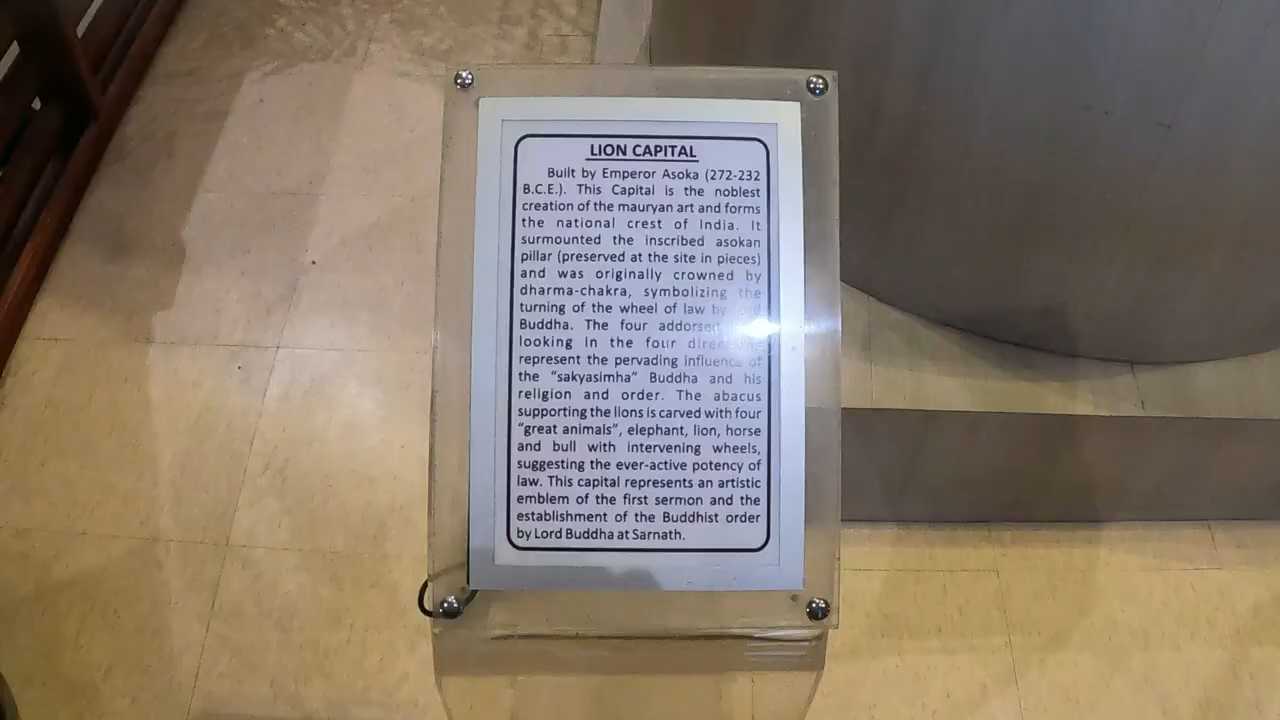 LION CAPITAL
Built by Emperor Asoka (272-232
B.C.E.). This Capital is the noblest
creation of the mauryan art and forms
the national crest of India. It
surmounted the inscribed asokan
pillar (preserved at the site in pieces)
and was originally crowned by
dharma-chakra, symbolizing the
turning of the wheel of law by
Buddha. The four
looking in the four
represent the pervading influence of
the “sakyasimha” Buddha and his
religion and order. The abacus
supporting the lions is carved with four
“great animals”, elephant, lion, horse
and bull with intervening wheels,
suggesting the ever-active potency of
law. This capital represents an artistic
emblem of the first sermon and the
establishment of the Buddhist order
by Lord Buddha at Sarnath.